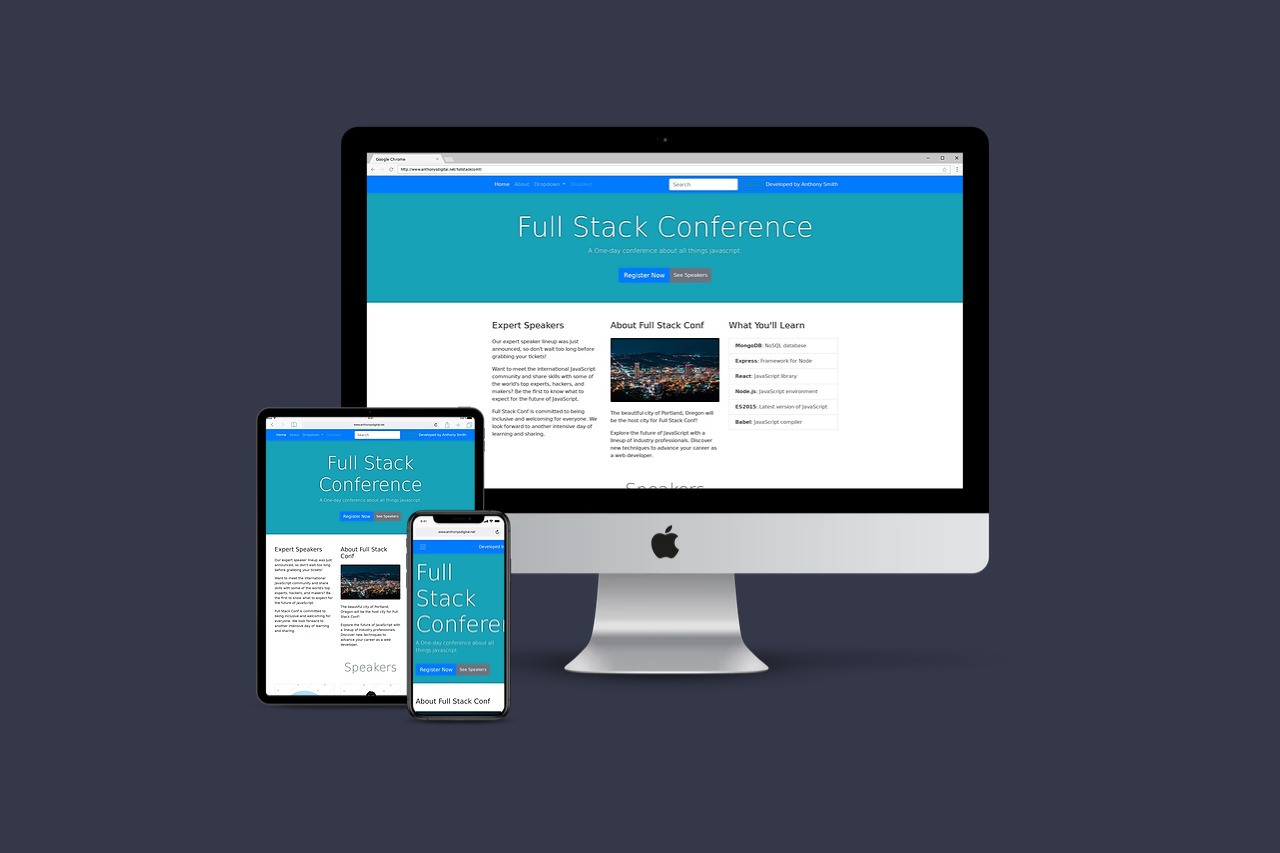 Google Chrome
http://www.anthonysdigital.net/fullstackconf/
Home About Dropdown Disabled Search Developed by Anthony Smith
Full Stack Conference
A One-day conference about all things javascript.
Register Now See Speakers
Expert Speakers
Our expert speaker lineup was just
announced, so don't wait too long before
grabbing your tickets!
Want to meet the international JavaScript
community and share skills with some of
the world's top experts, hackers, and
makers? Be the first to know what to
expect for the future of JavaScript.
Full Stack Conf is committed to being
inclusive and welcoming for everyone. We
look forward to another intensive day of
learning and sharing.
About Full Stack Conf
The beautiful city of Portland, Oregon will
be the host city for Full Stack Conf!
Explore the future of JavaScript with a
lineup of industry professionals. Discover
new techniques to advance your career as
a web developer.
What You'll Learn
MongoDB: NoSQL database
Express: Framework for Node
React: JavaScript library
Node.js: JavaScript environment
ES2015: Latest version of JavaScript
Babel: JavaScript compiler
Speakers
www.anthonysdigital.net
Home About Dropdown Search Developed by Anthony Smith
Full Stack
Conference
A One-day conference about all things javascript.
Register Now See Speakers
Expert Speakers
Our expert speaker lineup was just
announced, so don't wait too long
before grabbing your tickets!
Want to meet the international
JavaScript community and share
skills with some of the world's top
experts, hackers, and makers? Be
the first to know what to expect for
the future of JavaScript.
Full Stack Conf is committed to
being inclusive and welcoming for
everyone. We look forward to
another intensive day of learning
and sharing.
About Full Stack
Conf
The beautiful city of Portland,
Oregon will be the host city for Full
Stack Conf!
Explore the future of JavaScript with
a lineup of industry professionals.
Discover new techniques to
advance your career as a web
developer.
Speakers
9:41
www.anthonysdigital.net
Developed b
Full
Stack
Conferen
A One-day conference about all
things javascript.
Register Now See Speakers
About Full Stack Conf